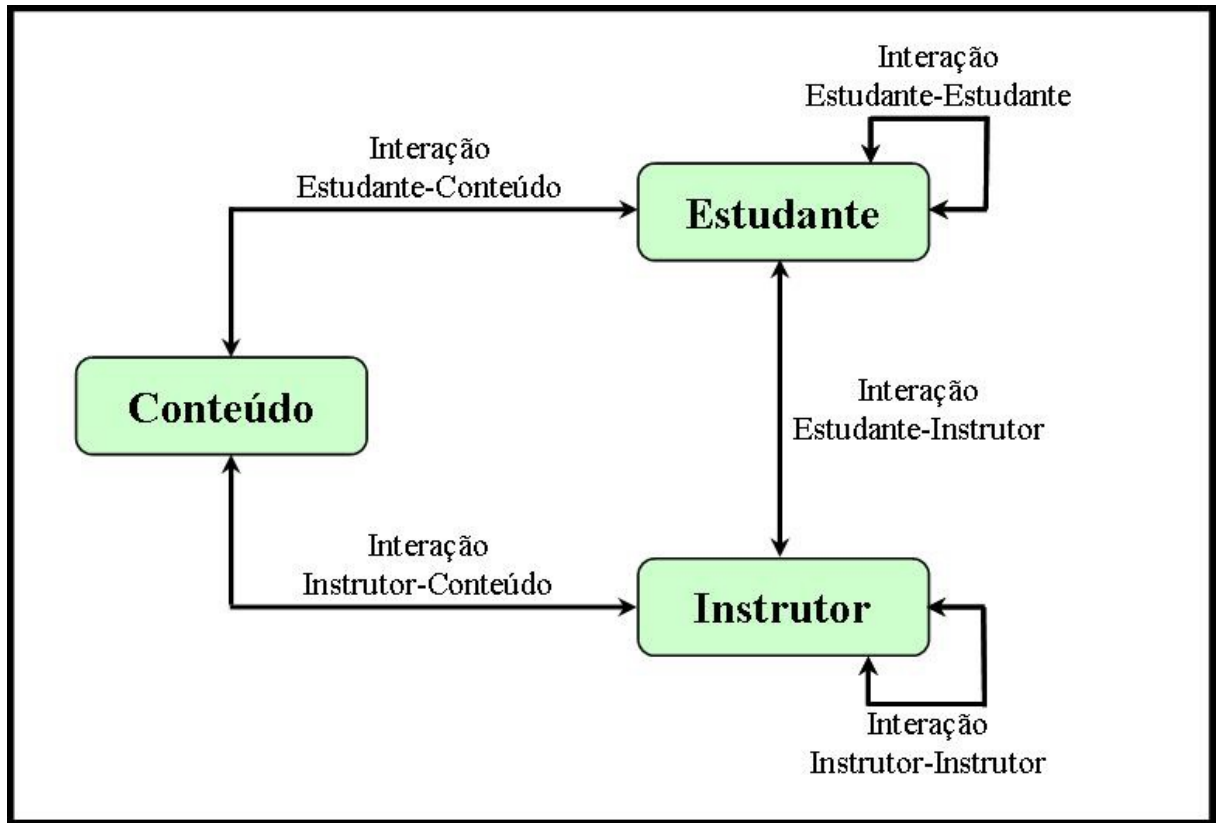 Interação
Estudante-Estudante
Interação
Estudante-Conteúdo
Estudante
Conteúdo
Interação
Estudante-Instrutor
Interação
Instrutor-Conteúdo
Instrutor
Interação
Instrutor-Instrutor